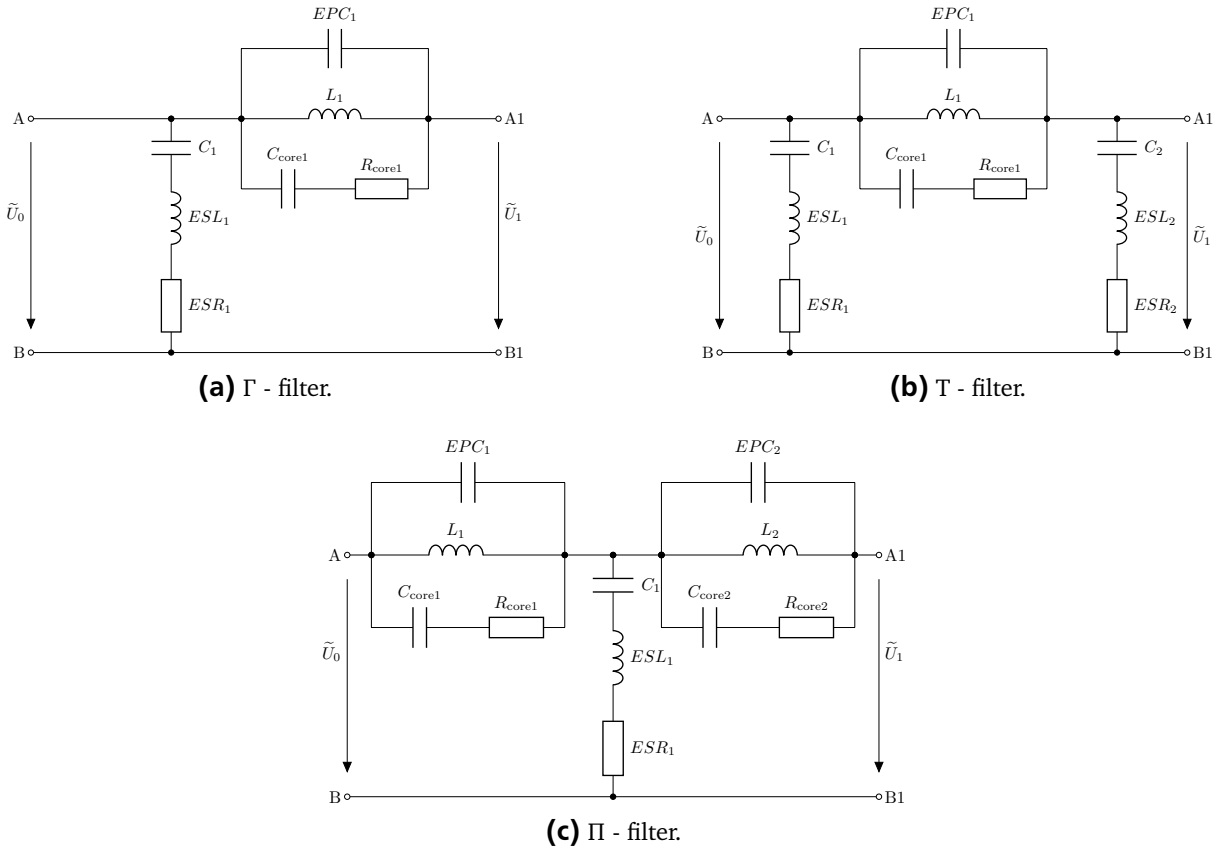 EPC₁
L₁
A
A1
C₁
C_core1
R_core1
Ũ₀
ESL₁
Ũ₁
ESR₁
B
B1
(a) Γ - filter.
EPC₁
L₁
A
A1
C₁
C_core1
R_core1
C₂
Ũ₀
ESL₁
ESL₂
Ũ₁
ESR₁
ESR₂
B
B1
(b) T - filter.
EPC₁
EPC₂
L₁
L₂
A
A1
C_core1
R_core1
C₁
C_core2
R_core2
Ũ₀
ESL₁
Ũ₁
ESR₁
B
B1
(c) Π - filter.